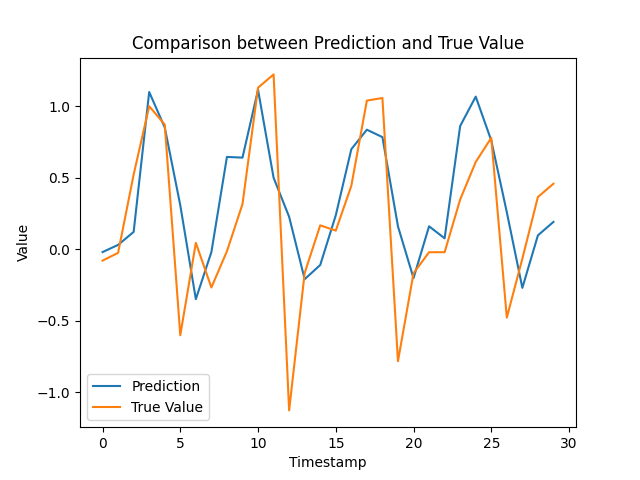 Comparison between Prediction and True Value
Value
1.0
0.5
0.0
−0.5
−1.0
Prediction
True Value
0 5 10 15 20 25 30
Timestamp